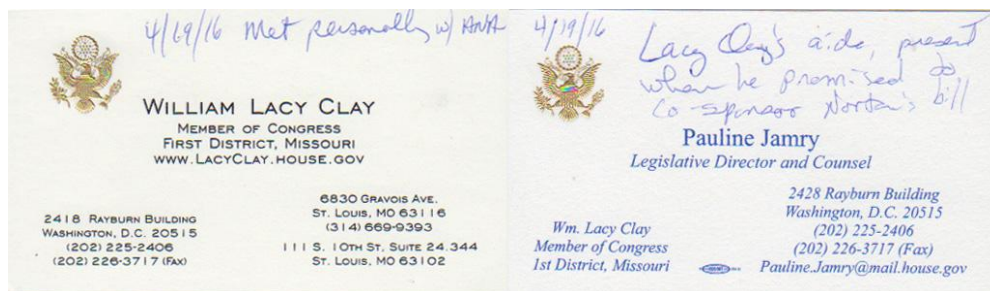 4/19/16 Met personally w/ ANA
WILLIAM LACY CLAY
MEMBER OF CONGRESS
FIRST DISTRICT, MISSOURI
WWW.LACYCLAY.HOUSE.GOV
2418 RAYBURN BUILDING
WASHINGTON, D.C. 20515
(202) 225-2406
(202) 226-3717 (FAX)
6830 GRAVOIS AVE.
ST. LOUIS, MO 63116
(314) 669-9393
111 S. 10TH ST, SUITE 24.344
ST. LOUIS, MO 63102
4/19/16
Lacy Clay's aide, present
when he promised to
co-sponsor Norton's bill
Pauline Jamry
Legislative Director and Counsel
Wm. Lacy Clay
Member of Congress
1st District, Missouri
2428 Rayburn Building
Washington, D.C. 20515
(202) 225-2406
(202) 226-3717 (Fax)
Pauline.Jamry@mail.house.gov